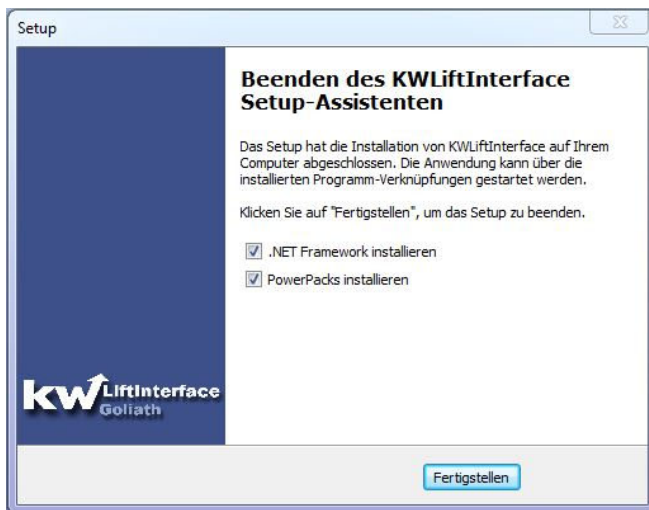 Setup
Beenden des KWLiftInterface
Setup-Assistenten
Das Setup hat die Installation von KWLiftInterface auf Ihrem
Computer abgeschlossen. Die Anwendung kann über die
installierten Programm-Verknüpfungen gestartet werden.
Klicken Sie auf "Fertigstellen", um das Setup zu beenden.
.NET Framework installieren
PowerPacks installieren
kw LiftInterface
Goliath
Fertigstellen